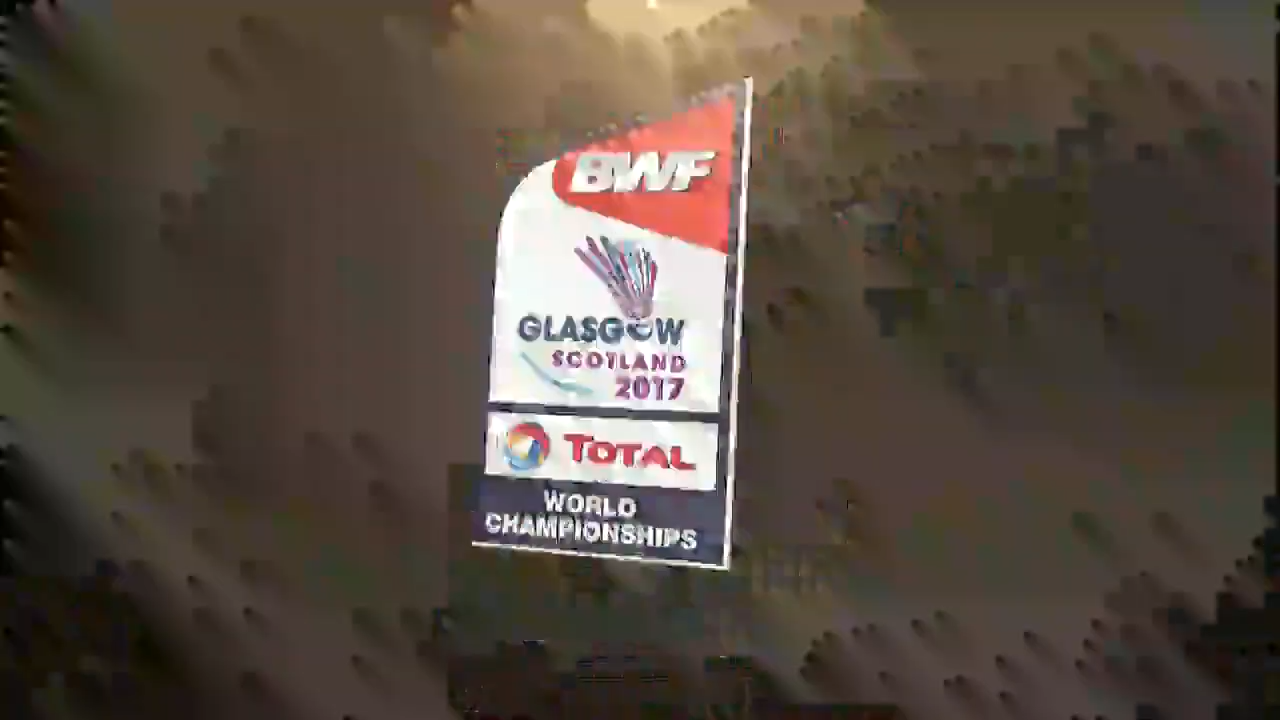 BWF
GLASGOW
SCOTLAND
2017
TOTAL
WORLD
CHAMPIONSHIPS